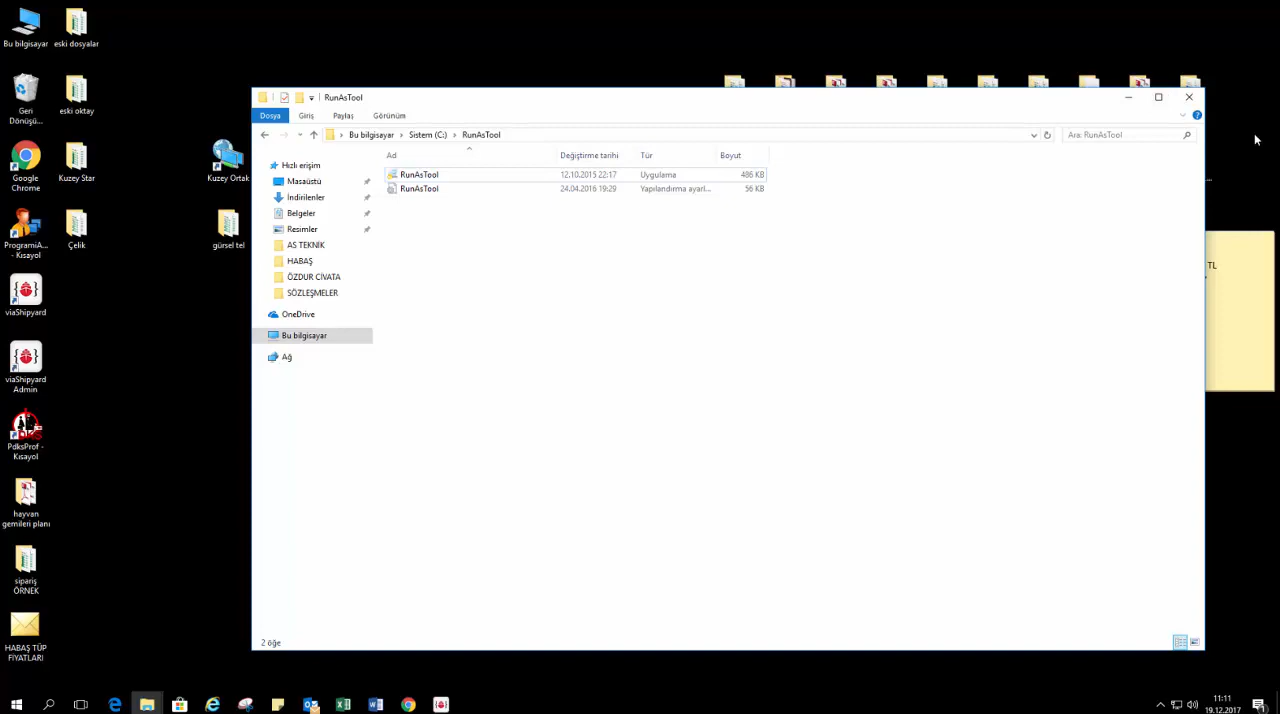 Bu bilgisayar
eski dosyalar
Geri
Dönüşü...
eski oktay
Google
Chrome
Kuzey Star
Kuzey Ortak
ProgramiA...
- Kısayol
Çelik
gürsel tel
viaShipyard
viaShipyard
Admin
PdksProf -
Kısayol
hayvan
gemileri planı
sipariş
ÖRNEK
HABAŞ TÜP
FİYATLARI
RunAsTool
Dosya Giriş Paylaş Görünüm
Bu bilgisayar > Sistem (C:) > RunAsTool
Ara: RunAsTool
Ad Değiştirme tarihi Tür Boyut
RunAsTool 12.10.2015 22:17 Uygulama 486 KB
RunAsTool 24.04.2016 19:29 Yapılandırma ayarl... 56 KB
Hızlı erişim
Masaüstü
İndirilenler
Belgeler
Resimler
AS TEKNIK
HABAŞ
ÖZDUR CİVATA
SÖZLEŞMELER
OneDrive
Bu bilgisayar
Ağ
2 öğe
...
TL
11:11
19.12.2017
1